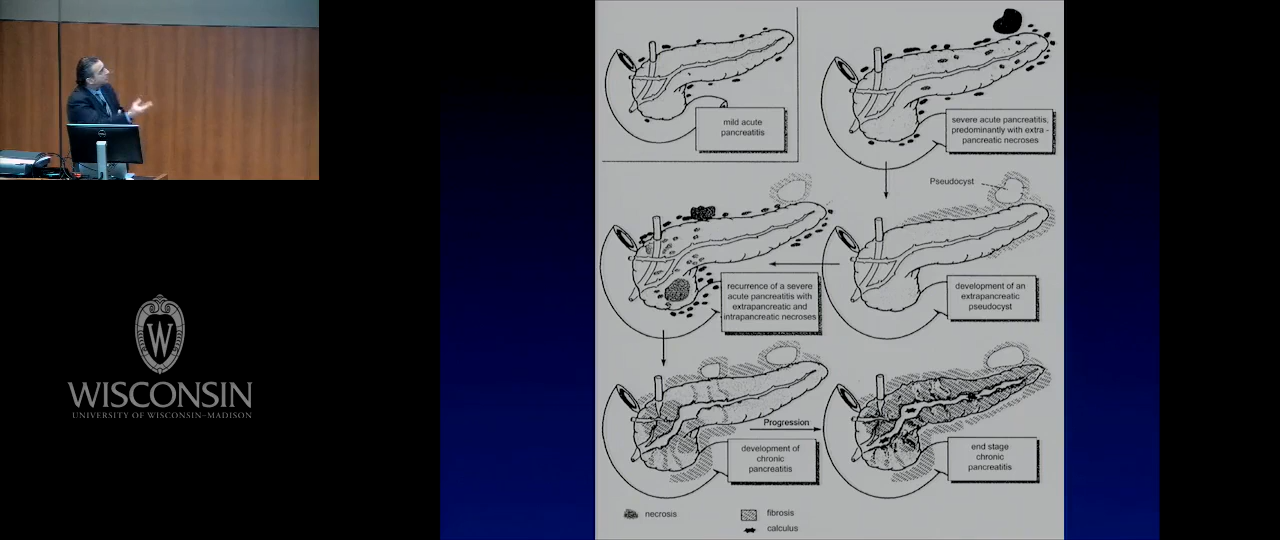 mild acute
pancreatitis
severe acute pancreatitis,
predominantly with extra -
pancreatic necroses
Pseudocyst
recurrence of a severe
acute pancreatitis with
extrapancreatic and
intrapancreatic necroses
development of an
extrapancreatic
pseudocyst
Progression
development of
chronic
pancreatitis
end stage
chronic
pancreatitis
necrosis
fibrosis
calculus
W
WISCONSIN
UNIVERSITY OF WISCONSIN–MADISON